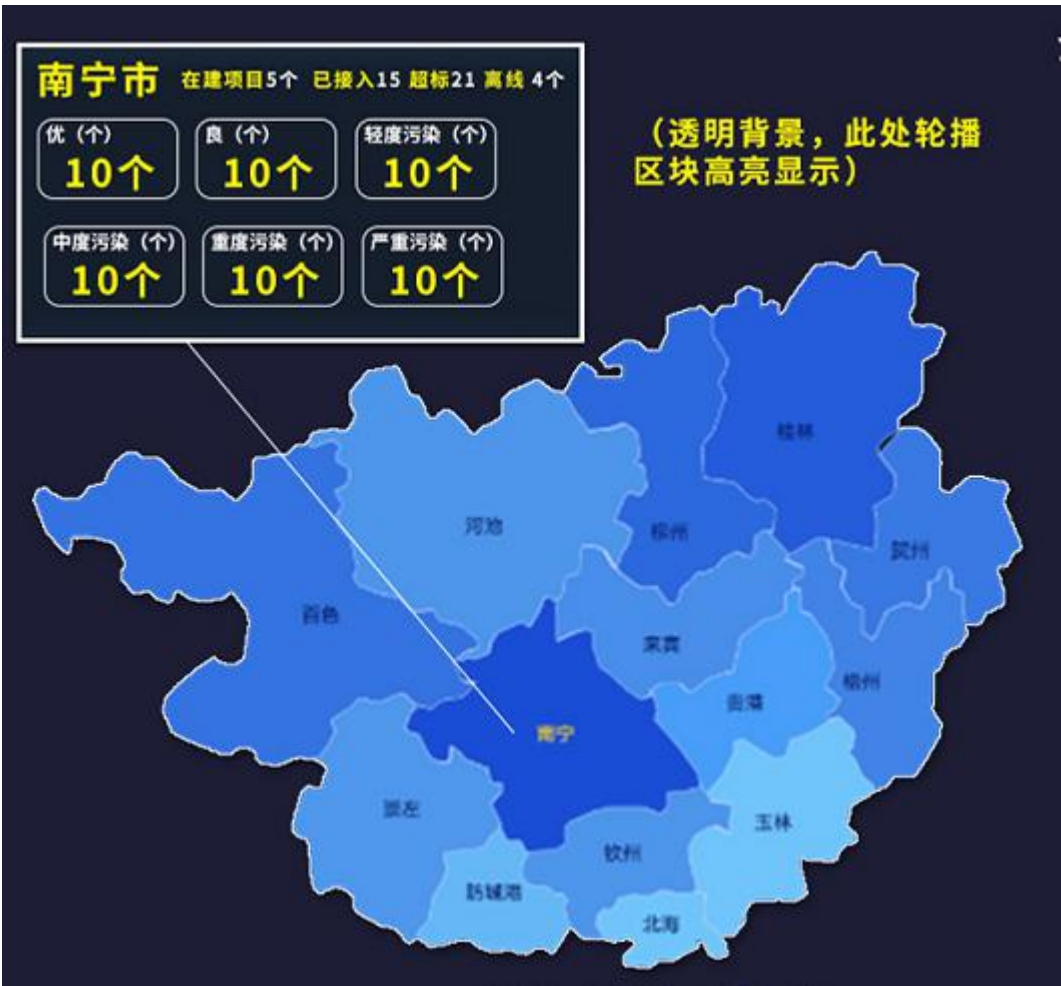 南宁市 在建项目5个 已接入15 超标21 离线 4个
优（个） 良（个） 轻度污染（个）
10个 10个 10个
中度污染（个） 重度污染（个） 严重污染（个）
10个 10个 10个
（透明背景，此处轮播
区块高亮显示）
桂林
河池
柳州
贺州
百色
来宾
梧州
贵港
南宁
崇左
玉林
钦州
防城港
北海